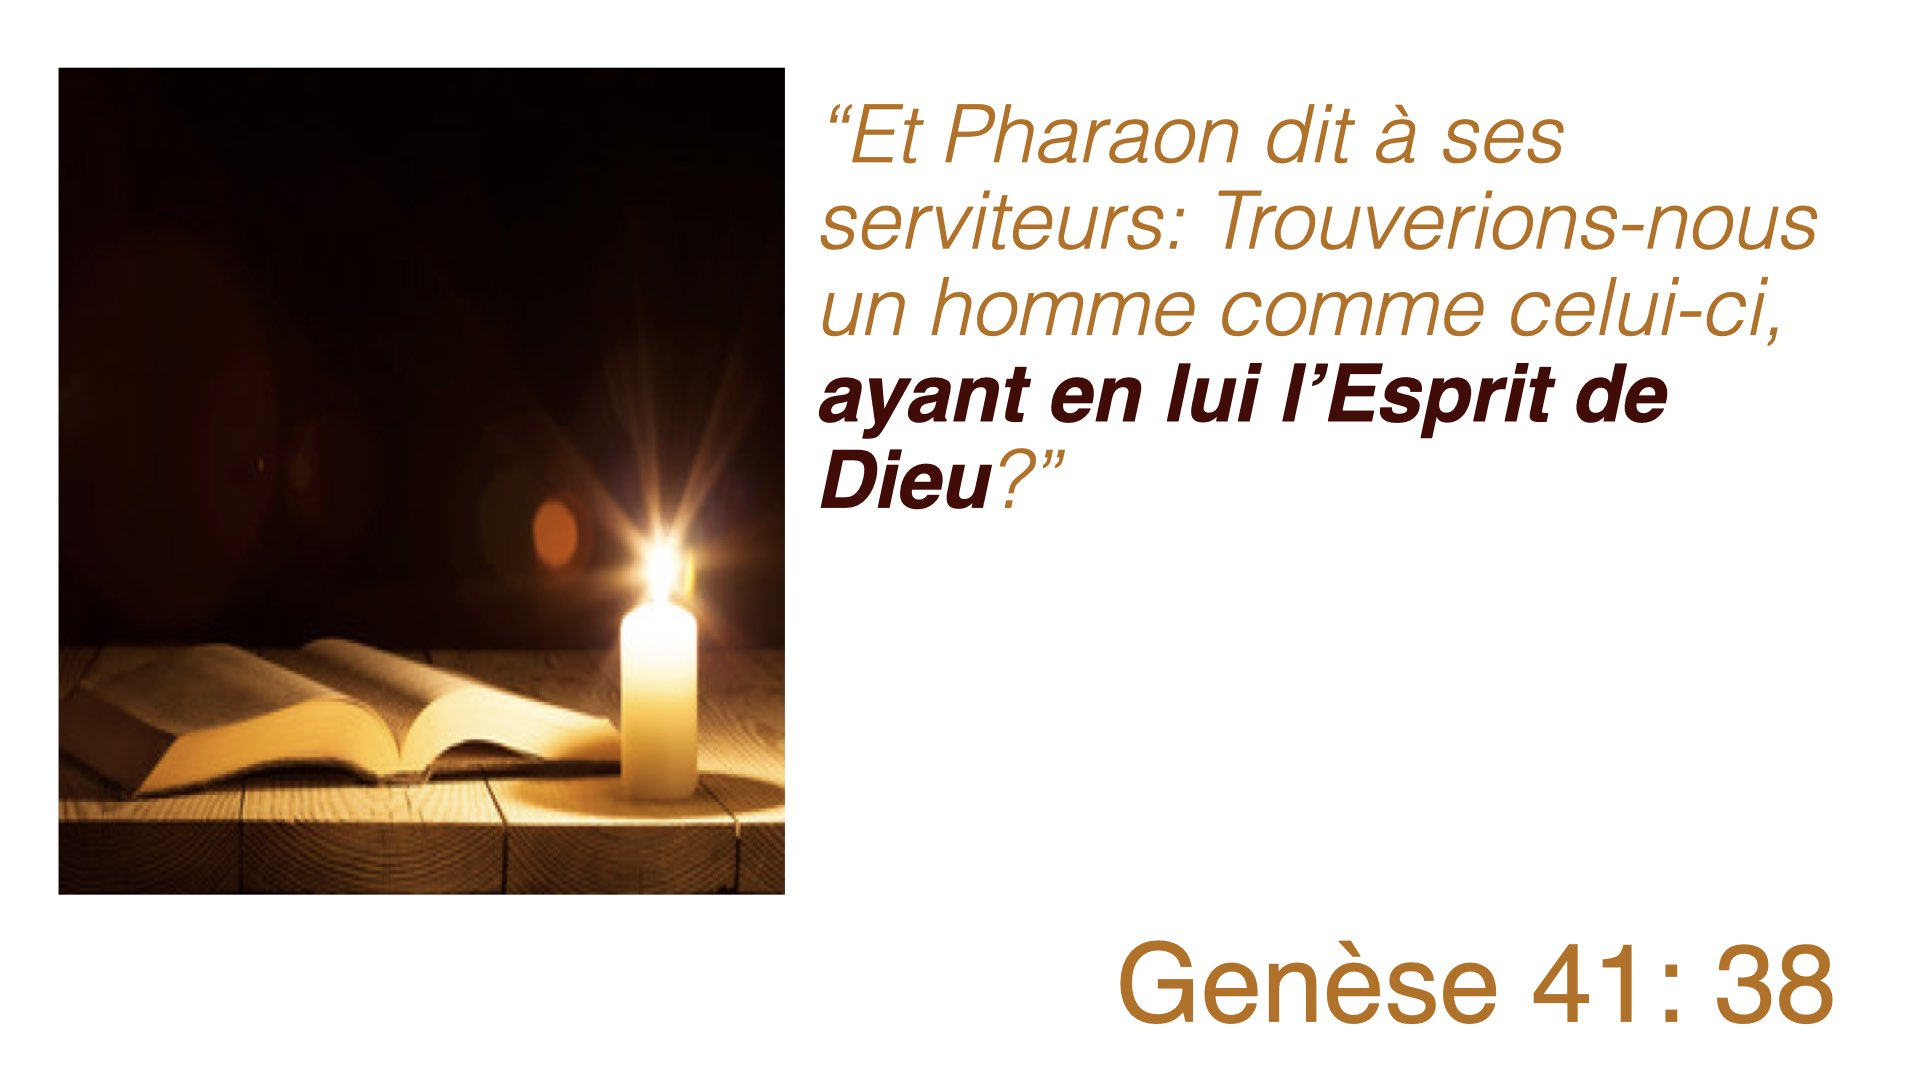 “Et Pharaon dit à ses
serviteurs: Trouverions-nous
un homme comme celui-ci,
ayant en lui l’Esprit de
Dieu?”
Genèse 41: 38